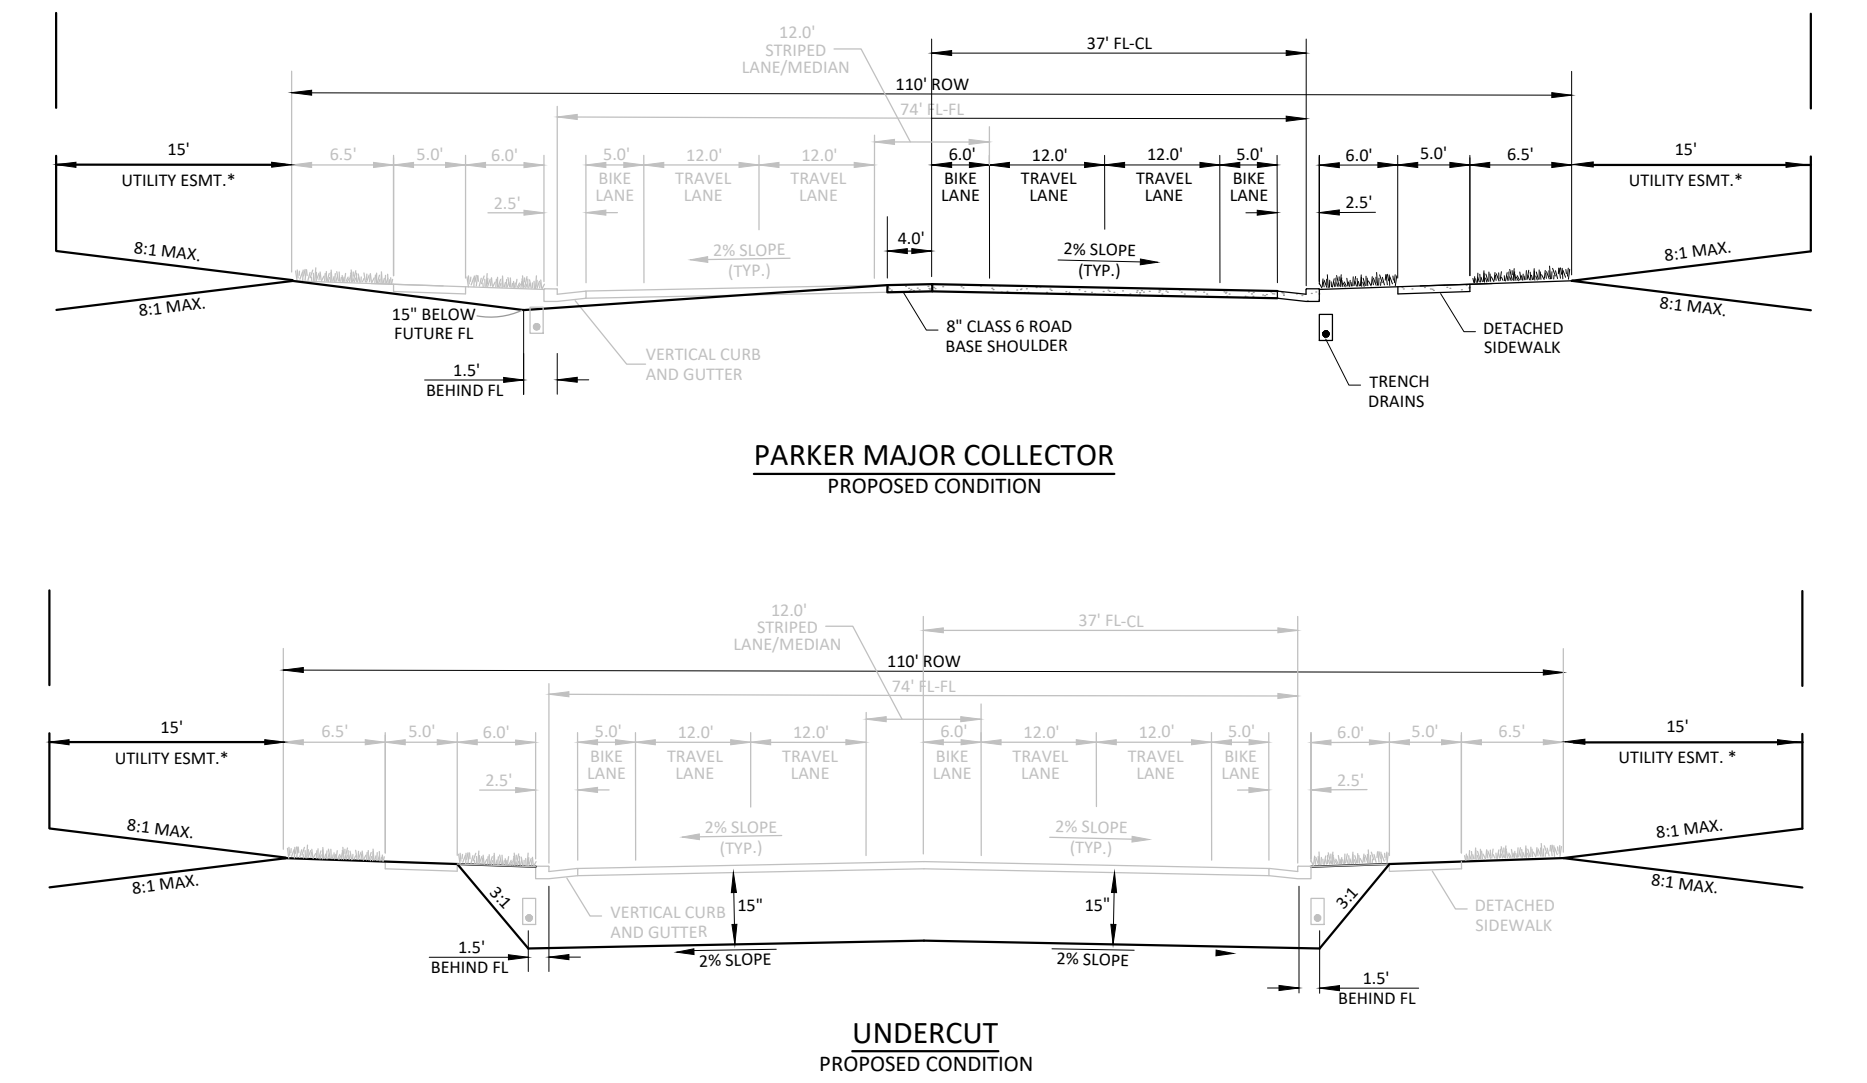 12.0'
STRIPED
LANE/MEDIAN
37' FL-CL
110' ROW
74' FL-FL
15'
UTILITY ESMT.*
6.5'
5.0'
6.0'
5.0'
BIKE
LANE
12.0'
TRAVEL
LANE
12.0'
TRAVEL
LANE
6.0'
BIKE
LANE
12.0'
TRAVEL
LANE
12.0'
TRAVEL
LANE
5.0'
BIKE
LANE
6.0'
5.0'
6.5'
15'
UTILITY ESMT.*
2.5'
2.5'
8:1 MAX.
8:1 MAX.
2% SLOPE
(TYP.)
4.0'
2% SLOPE
(TYP.)
8:1 MAX.
8:1 MAX.
15" BELOW
FUTURE FL
1.5'
BEHIND FL
VERTICAL CURB
AND GUTTER
8" CLASS 6 ROAD
BASE SHOULDER
DETACHED
SIDEWALK
TRENCH
DRAINS
PARKER MAJOR COLLECTOR
PROPOSED CONDITION
12.0'
STRIPED
LANE/MEDIAN
37' FL-CL
110' ROW
74' FL-FL
15'
UTILITY ESMT.*
6.5'
5.0'
6.0'
5.0'
BIKE
LANE
12.0'
TRAVEL
LANE
12.0'
TRAVEL
LANE
6.0'
BIKE
LANE
12.0'
TRAVEL
LANE
12.0'
TRAVEL
LANE
5.0'
BIKE
LANE
6.0'
5.0'
6.5'
15'
UTILITY ESMT. *
2.5'
2.5'
8:1 MAX.
8:1 MAX.
2% SLOPE
(TYP.)
2% SLOPE
(TYP.)
8:1 MAX.
8:1 MAX.
3:1
15"
15"
3:1
VERTICAL CURB
AND GUTTER
DETACHED
SIDEWALK
1.5'
BEHIND FL
2% SLOPE
2% SLOPE
1.5'
BEHIND FL
UNDERCUT
PROPOSED CONDITION